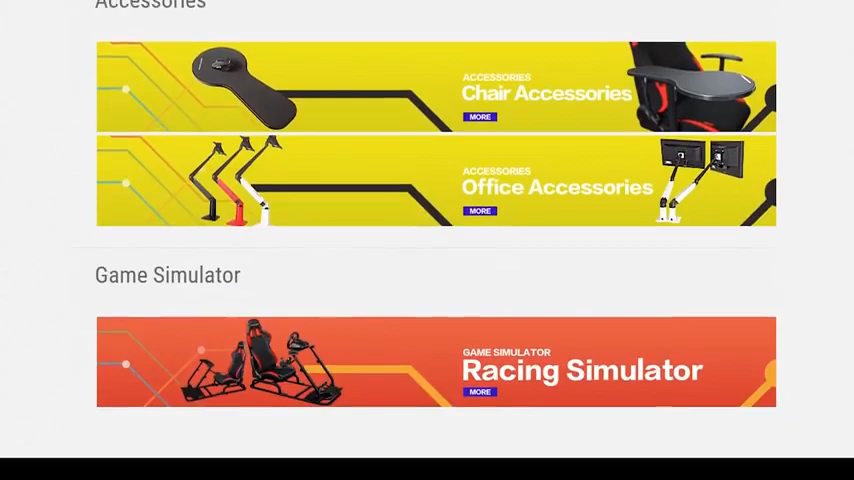 Accessories
ACCESSORIES
Chair Accessories
MORE
ACCESSORIES
Office Accessories
MORE
Game Simulator
GAME SIMULATOR
Racing Simulator
MORE